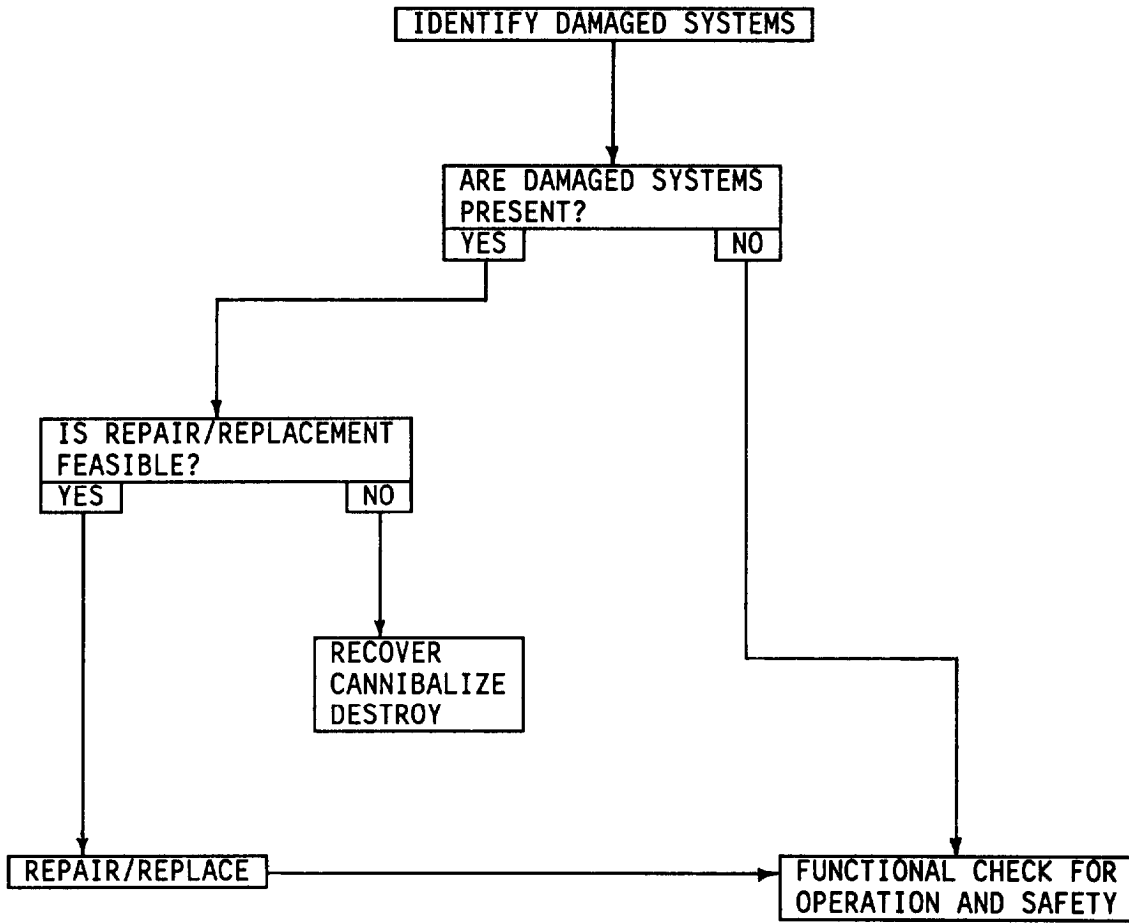 IDENTIFY DAMAGED SYSTEMS
ARE DAMAGED SYSTEMS
PRESENT?
YES
NO
IS REPAIR/REPLACEMENT
FEASIBLE?
YES
NO
RECOVER
CANNIBALIZE
DESTROY
REPAIR/REPLACE
FUNCTIONAL CHECK FOR
OPERATION AND SAFETY